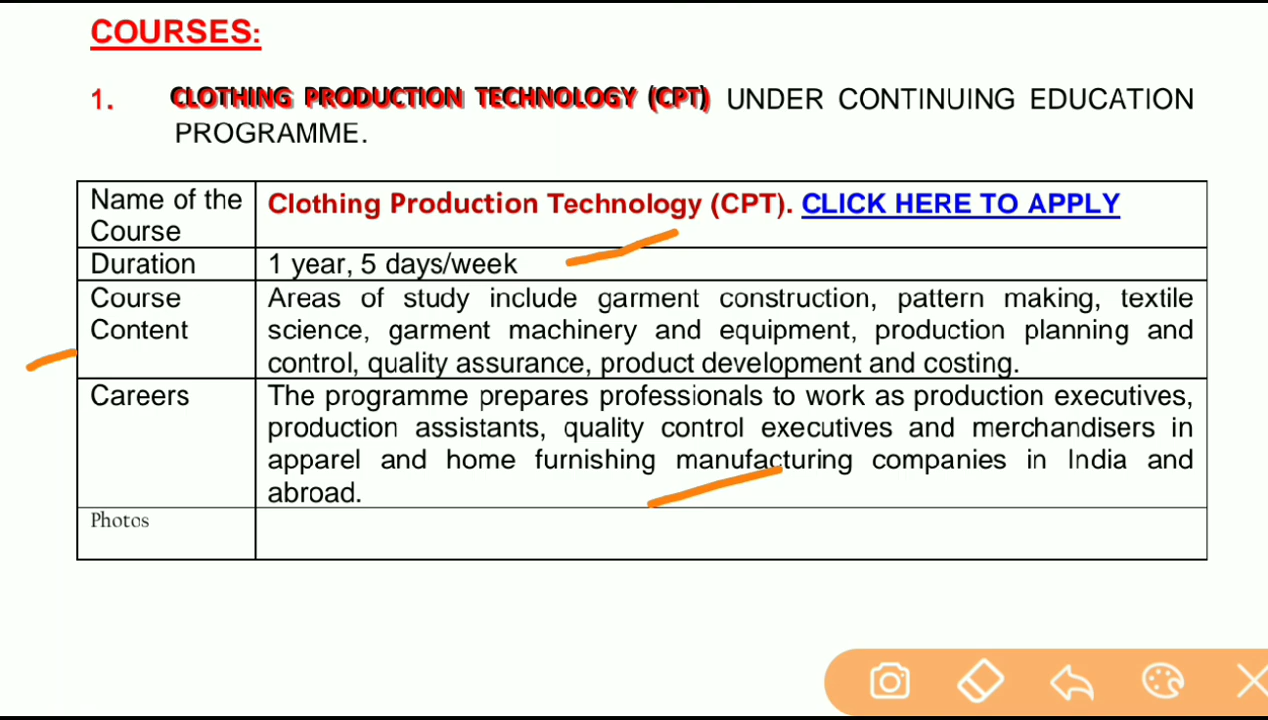 COURSES:
1. CLOTHING PRODUCTION TECHNOLOGY (CPT) UNDER CONTINUING EDUCATION
PROGRAMME.
Name of the
Course
Clothing Production Technology (CPT). CLICK HERE TO APPLY
Duration
1 year, 5 days/week
Course
Content
Areas of study include garment construction, pattern making, textile
science, garment machinery and equipment, production planning and
control, quality assurance, product development and costing.
Careers
The programme prepares professionals to work as production executives,
production assistants, quality control executives and merchandisers in
apparel and home furnishing manufacturing companies in India and
abroad.
Photos